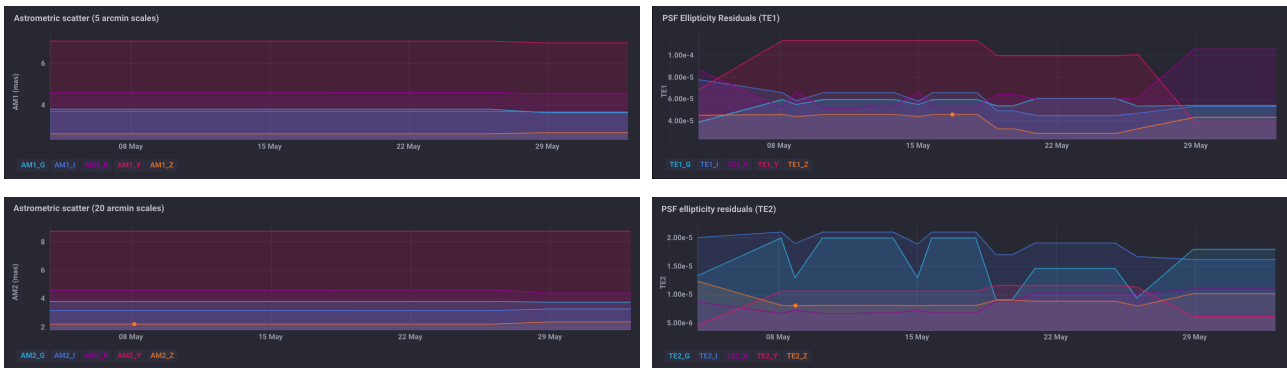 Astrometric scatter (5 arcmin scales)
AM1 (mas)
6
4
08 May 15 May 22 May 29 May
AM1_G AM1_I AM1_R AM1_Y AM1_Z
PSF Ellipticity Residuals (TE1)
TE1
1.00e-4
8.00e-5
6.00e-5
4.00e-5
08 May 15 May 22 May 29 May
TE1_G TE1_I TE1_R TE1_Y TE1_Z
Astrometric scatter (20 arcmin scales)
AM2 (mas)
8
6
4
2
08 May 15 May 22 May 29 May
AM2_G AM2_I AM2_R AM2_Y AM2_Z
PSF ellipticity residuals (TE2)
TE2
2.00e-5
1.50e-5
1.00e-5
5.00e-6
08 May 15 May 22 May 29 May
TE2_G TE2_I TE2_R TE2_Y TE2_Z